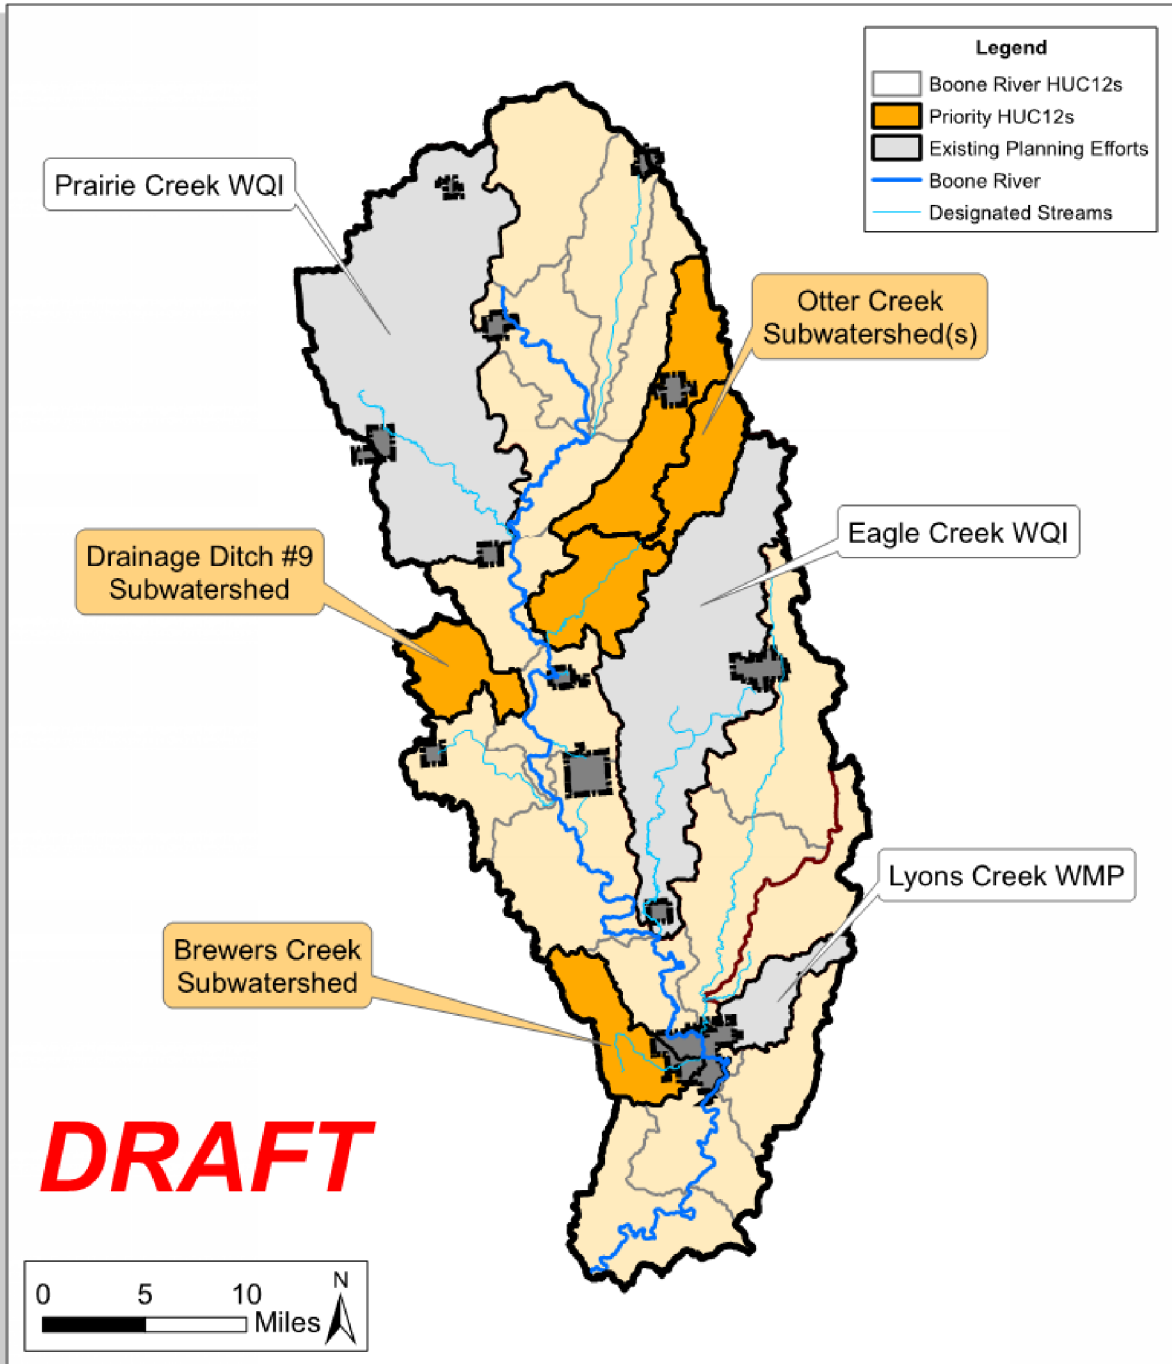 Legend
Boone River HUC12s
Priority HUC12s
Existing Planning Efforts
Boone River
Designated Streams
Prairie Creek WQI
Otter Creek
Subwatershed(s)
Eagle Creek WQI
Drainage Ditch #9
Subwatershed
Lyons Creek WMP
Brewers Creek
Subwatershed
DRAFT
0 5 10
Miles
N